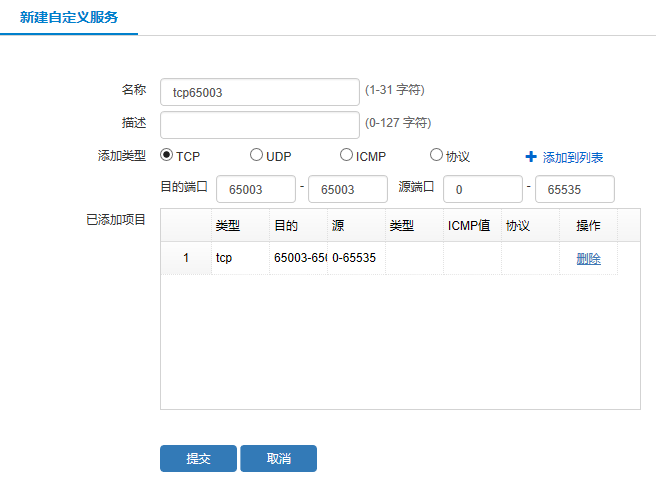 新建自定义服务
名称 tcp65003 (1-31 字符)
描述 (0-127 字符)
添加类型 TCP UDP ICMP 协议 添加到列表
目的端口 65003 - 65003 源端口 0 - 65535
已添加项目
类型 目的 源 类型 ICMP值 协议 操作
1 tcp 65003-650 0-65535 删除
提交 取消